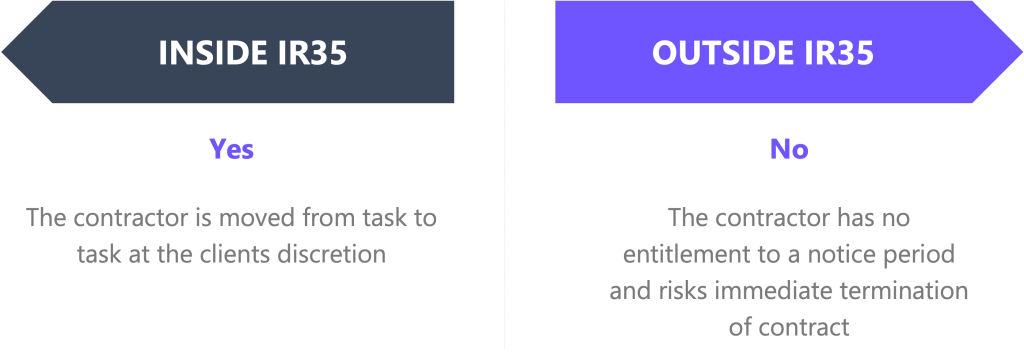 INSIDE IR35
Yes
The contractor is moved from task to
task at the clients discretion
OUTSIDE IR35
No
The contractor has no
entitlement to a notice period
and risks immediate termination
of contract